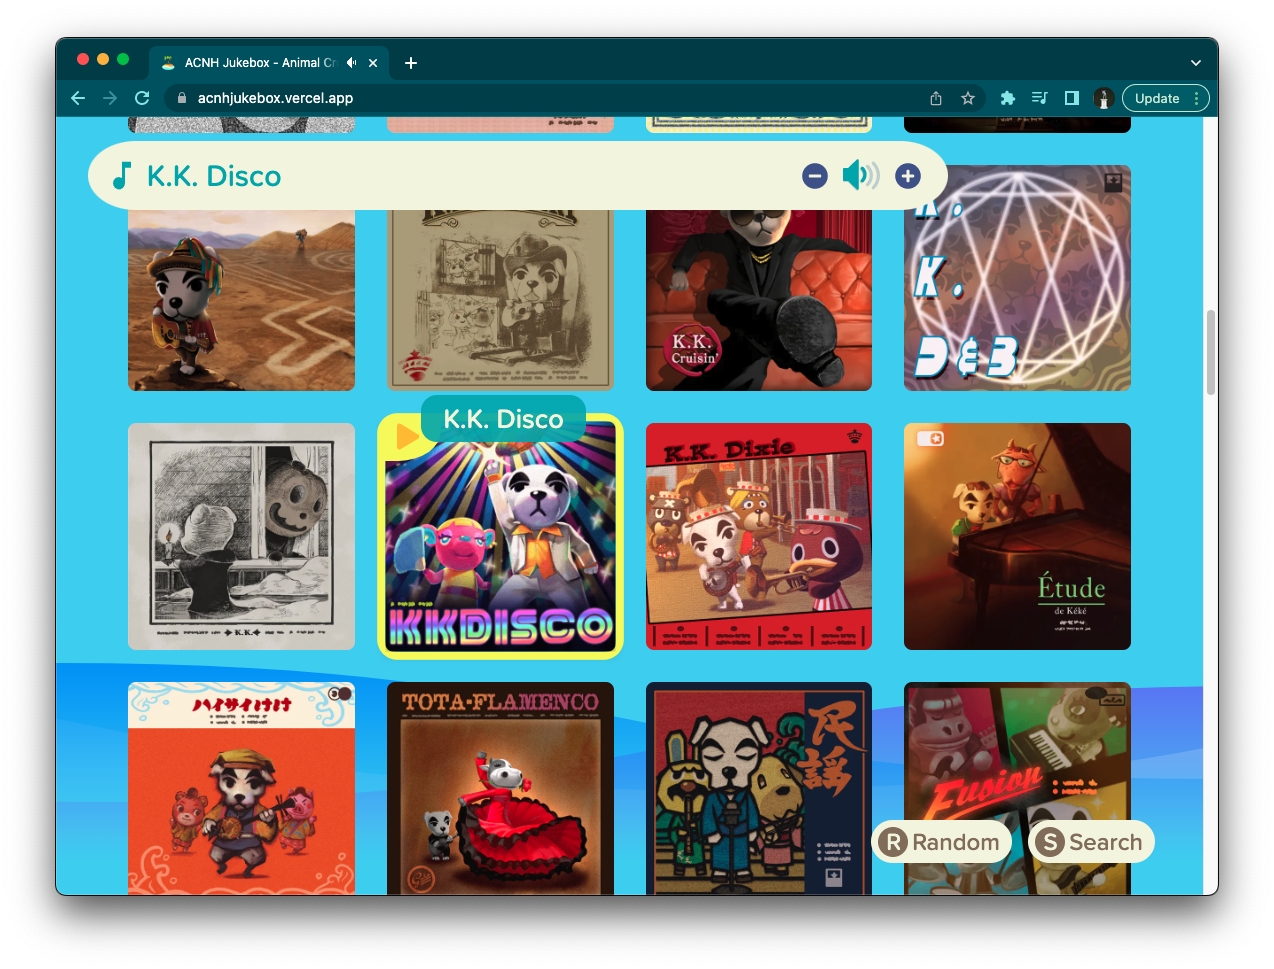 ACNH Jukebox - Animal Cr
acnhjukebox.vercel.app
Update
K.K. Disco
K.
K.
D&B
K.K.
Cruisin'
K.K. Disco
KKDISCO
K.K. Dixie
Étude
de Kéké
K.K.
ハイサイけけ
TOTA-FLAMENCO
民謡
Fusion
R Random
S Search